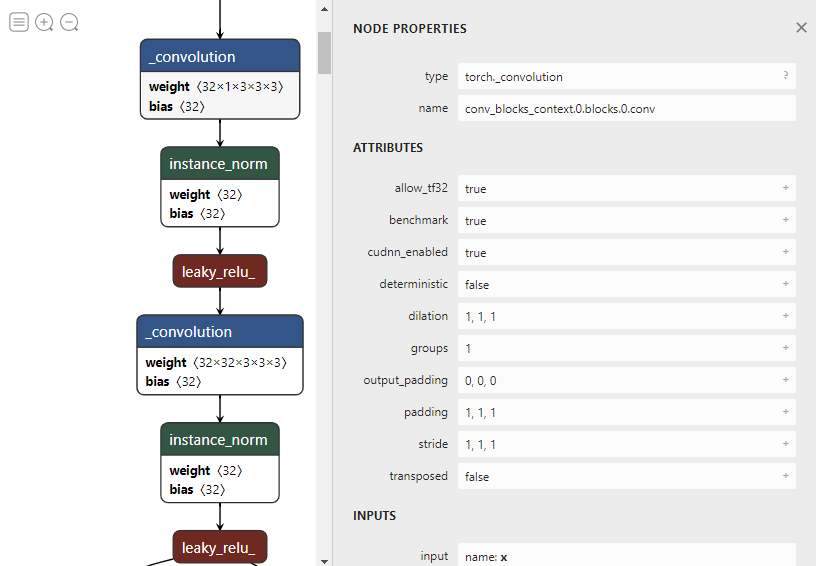 _convolution
weight 〈32×1×3×3×3〉
bias 〈32〉
instance_norm
weight 〈32〉
bias 〈32〉
leaky_relu_
_convolution
weight 〈32×32×3×3×3〉
bias 〈32〉
instance_norm
weight 〈32〉
bias 〈32〉
leaky_relu_
NODE PROPERTIES
type torch._convolution ?
name conv_blocks_context.0.blocks.0.conv
ATTRIBUTES
allow_tf32 true +
benchmark true +
cudnn_enabled true +
deterministic false +
dilation 1, 1, 1 +
groups 1 +
output_padding 0, 0, 0 +
padding 1, 1, 1 +
stride 1, 1, 1 +
transposed false +
INPUTS
input name: x